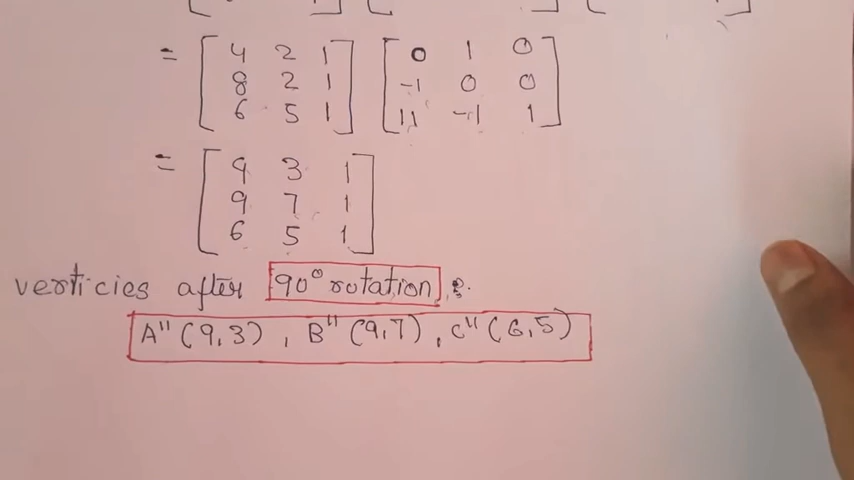 = [ 4 2 1 ] [ 0 1 0 ]
[ 8 2 1 ] [ -1 0 0 ]
[ 6 5 1 ] [ 11 -1 1 ]
= [ 9 3 1 ]
[ 9 7 1 ]
[ 6 5 1 ]
verticies after 90° rotation :
A" (9,3) , B" (9,7) , C" (6,5)